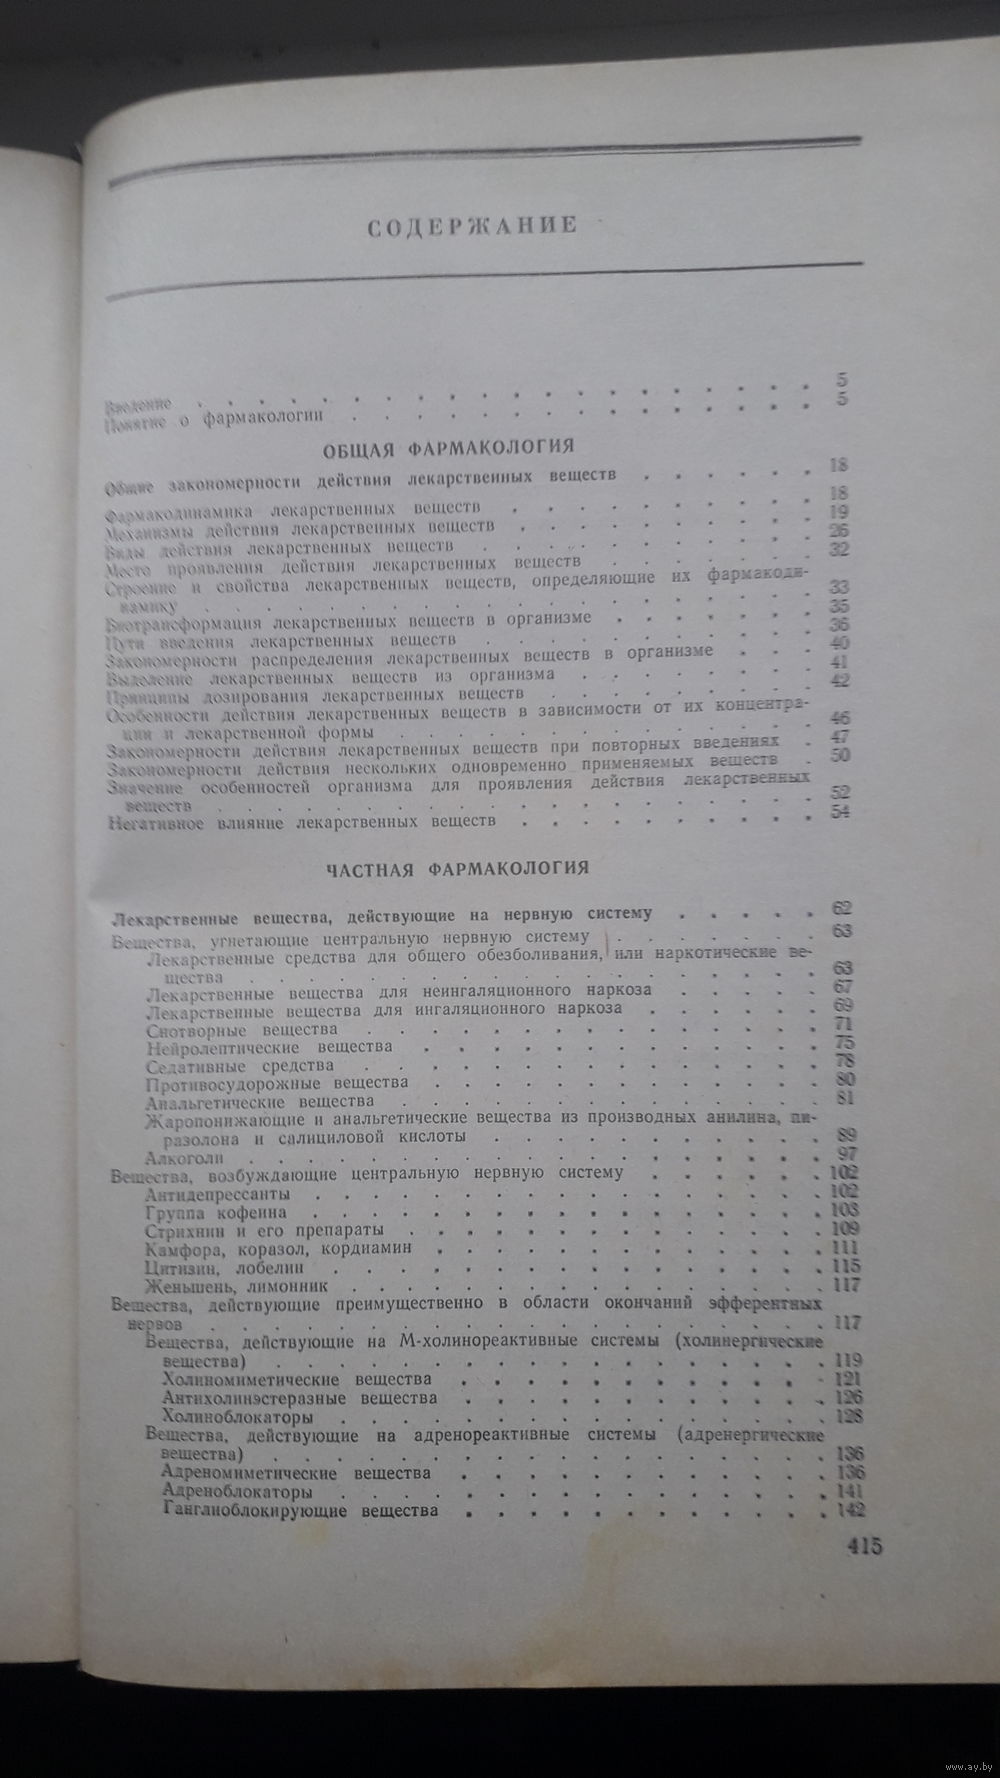 СОДЕРЖАНИЕ
Введение . . . . . . . . . . . . . . . . . . . . 5
Понятие о фармакологии . . . . . . . . . . . . . . . 5
ОБЩАЯ ФАРМАКОЛОГИЯ
Общие закономерности действия лекарственных веществ . . . . . . 18
Фармакодинамика лекарственных веществ . . . . . . . . . . 18
Механизмы действия лекарственных веществ . . . . . . . . . . 19
Виды действия лекарственных веществ . . . . . . . . . . . 26
Место проявления действия лекарственных веществ . . . . . . . 32
Строение и свойства лекарственных веществ, определяющие их фармакоди-
намику . . . . . . . . . . . . . . . . . . . . 33
Биотрансформация лекарственных веществ в организме . . . . . . . 35
Пути введения лекарственных веществ . . . . . . . . . . . 36
Закономерности распределения лекарственных веществ в организме . . . 40
Выделение лекарственных веществ из организма . . . . . . . . 41
Принципы дозирования лекарственных веществ . . . . . . . . . 42
Особенности действия лекарственных веществ в зависимости от их концентра-
ции и лекарственной формы . . . . . . . . . . . . . . 46
Закономерности действия лекарственных веществ при повторных введениях . 47
Закономерности действия нескольких одновременно применяемых веществ . 50
Значение особенностей организма для проявления действия лекарственных
веществ . . . . . . . . . . . . . . . . . . . . 52
Негативное влияние лекарственных веществ . . . . . . . . . . 54
ЧАСТНАЯ ФАРМАКОЛОГИЯ
Лекарственные вещества, действующие на нервную систему . . . . . 62
Вещества, угнетающие центральную нервную систему . . . . . . . 63
Лекарственные средства для общего обезболивания, или наркотические ве-
щества . . . . . . . . . . . . . . . . . . . 63
Лекарственные вещества для неингаляционного наркоза . . . . . 67
Лекарственные вещества для ингаляционного наркоза . . . . . . 69
Снотворные вещества . . . . . . . . . . . . . . . 71
Нейролептические вещества . . . . . . . . . . . . . 75
Седативные средства . . . . . . . . . . . . . . . 78
Противосудорожные вещества . . . . . . . . . . . . . 80
Анальгетические вещества . . . . . . . . . . . . . . 81
Жаропонижающие и анальгетические вещества из производных анилина, пи-
разолона и салициловой кислоты . . . . . . . . . . . 89
Алкоголи . . . . . . . . . . . . . . . . . . . 97
Вещества, возбуждающие центральную нервную систему . . . . . . 102
Антидепрессанты . . . . . . . . . . . . . . . . . 102
Группа кофеина . . . . . . . . . . . . . . . . . 103
Стрихнин и его препараты . . . . . . . . . . . . . . 109
Камфора, коразол, кордиамин . . . . . . . . . . . . . 111
Цитизин, лобелин . . . . . . . . . . . . . . . . 115
Женьшень, лимонник . . . . . . . . . . . . . . . 117
Вещества, действующие преимущественно в области окончаний эфферентных
нервов . . . . . . . . . . . . . . . . . . . . 117
Вещества, действующие на М-холинореактивные системы (холинергические
вещества) . . . . . . . . . . . . . . . . . . 119
Холиномиметические вещества . . . . . . . . . . . . 121
Антихолинэстеразные вещества . . . . . . . . . . . . 126
Холиноблокаторы . . . . . . . . . . . . . . . . 128
Вещества, действующие на адренореактивные системы (адренергические
вещества) . . . . . . . . . . . . . . . . . . 136
Адреномиметические вещества . . . . . . . . . . . . 136
Адреноблокаторы . . . . . . . . . . . . . . . . 141
Ганглиоблокирующие вещества . . . . . . . . . . . . 142
415
www.ay.by